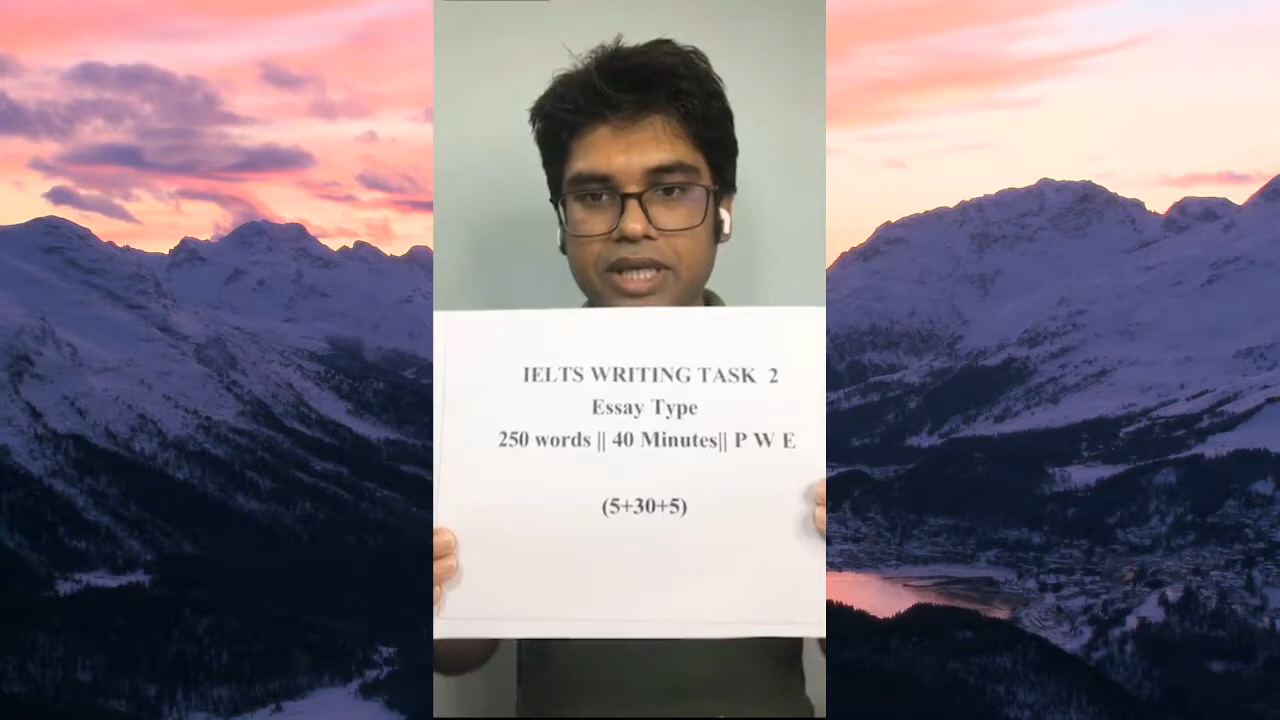 IELTS WRITING TASK 2
Essay Type
250 words || 40 Minutes|| P W E
(5+30+5)